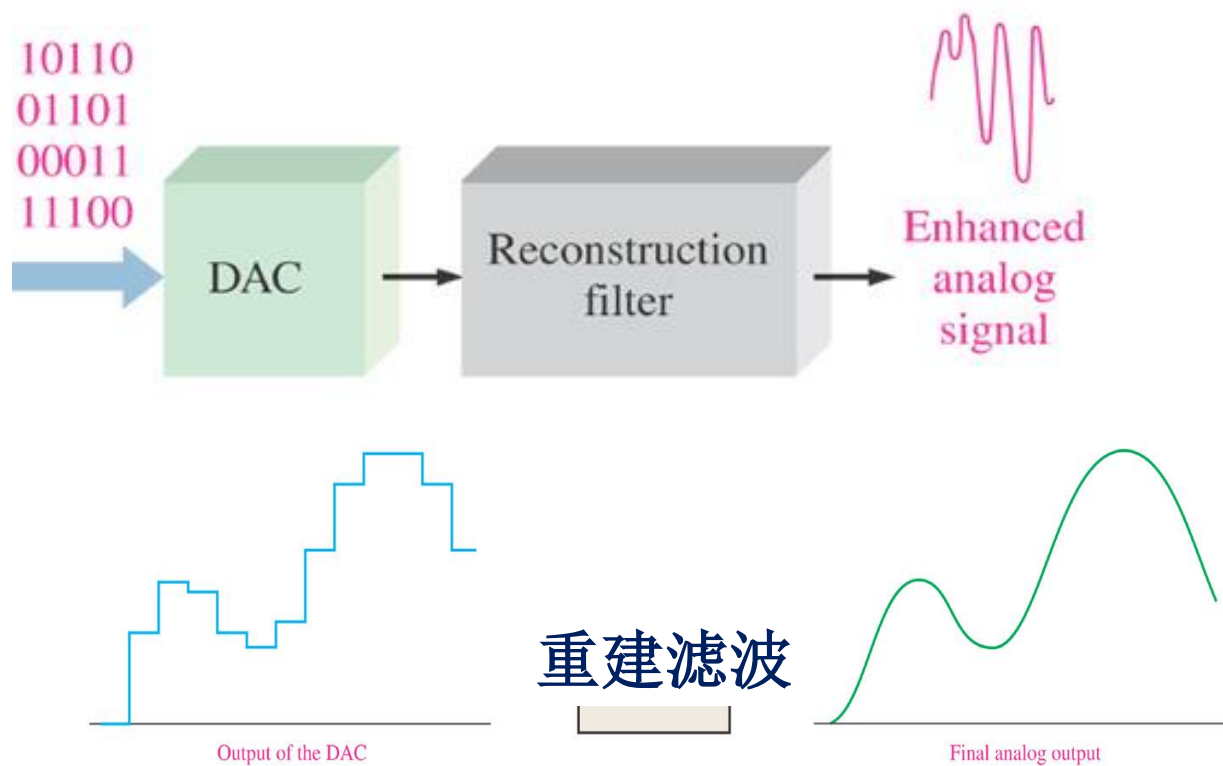 10110
01101
00011
11100
DAC
Reconstruction
filter
Enhanced
analog
signal
重建滤波
Output of the DAC
Final analog output